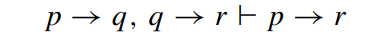 p → q, q → r ⊢ p → r